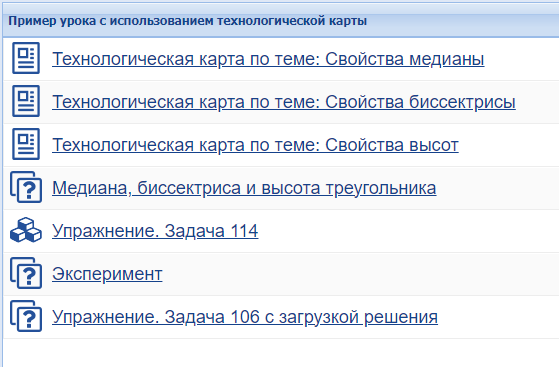 Пример урока с использованием технологической карты
Технологическая карта по теме: Свойства медианы
Технологическая карта по теме: Свойства биссектрисы
Технологическая карта по теме: Свойства высот
Медиана, биссектриса и высота треугольника
Упражнение. Задача 114
Эксперимент
Упражнение. Задача 106 с загрузкой решения